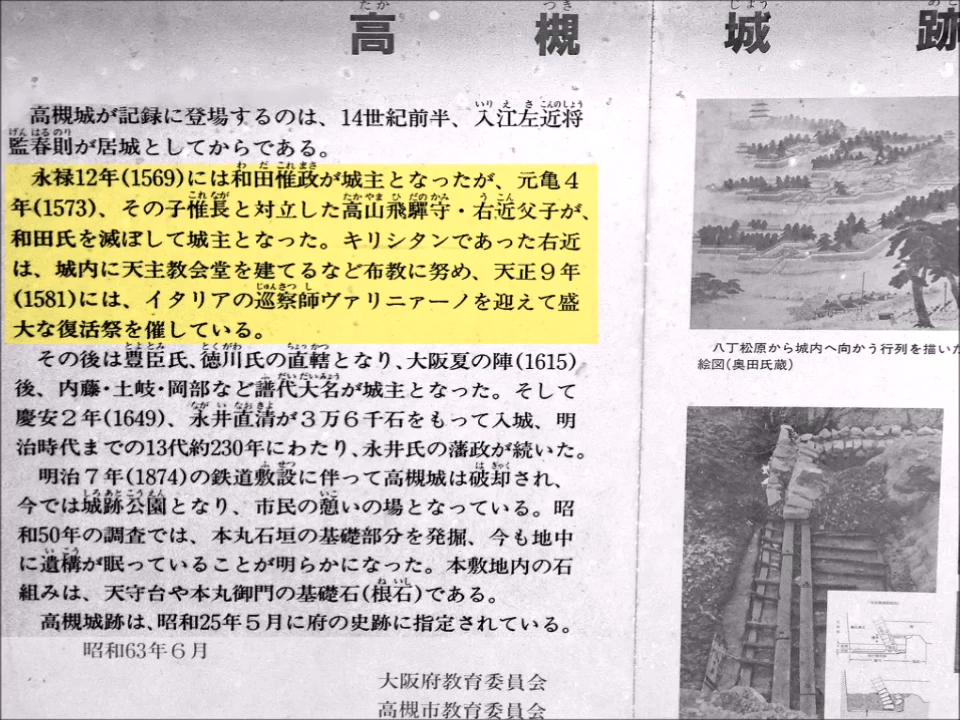 高槻城跡
高槻城が記録に登場するのは、14世紀前半、入江左近将
監春則が居城としてからである。
永禄12年(1569)には和田惟政が城主となったが、元亀4
年(1573)、その子惟長と対立した高山飛驒守・右近父子が、
和田氏を滅ぼして城主となった。キリシタンであった右近
は、城内に天主教会堂を建てるなど布教に努め、天正9年
(1581)には、イタリアの巡察師ヴァリニァーノを迎えて盛
大な復活祭を催している。
その後は豊臣氏、徳川氏の直轄となり、大阪夏の陣(1615)
後、内藤・土岐・岡部など譜代大名が城主となった。そして
慶安2年(1649)、永井直清が3万6千石をもって入城、明
治時代までの13代約230年にわたり、永井氏の藩政が続いた。
明治7年(1874)の鉄道敷設に伴って高槻城は破却され、
今では城跡公園となり、市民の憩いの場となっている。昭
和50年の調査では、本丸石垣の基礎部分を発掘、今も地中
に遺構が眠っていることが明らかになった。本敷地内の石
組みは、天守台や本丸御門の基礎石(根石)である。
高槻城跡は、昭和25年5月に府の史跡に指定されている。
昭和63年6月
大阪府教育委員会
高槻市教育委員会
八丁松原から城内へ向かう行列を描いた
絵図(奥田氏蔵)